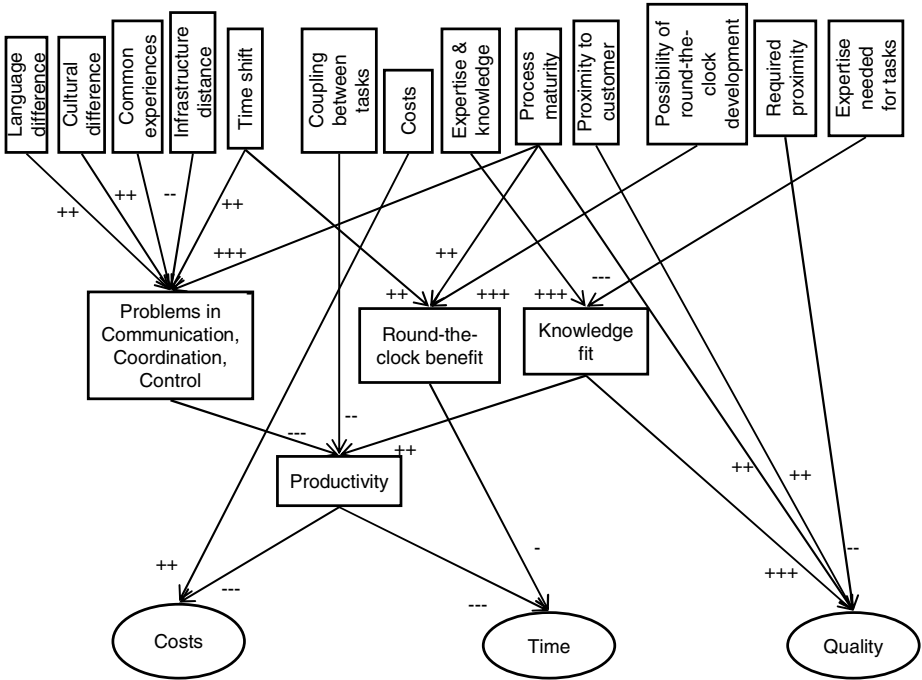 Language
difference
Cultural
difference
Common
experiences
Infrastructure
distance
Time shift
Coupling
between
tasks
Costs
Expertise &
knowledge
Process
maturity
Proximity to
customer
Possibility of
round-the-
clock
development
Required
proximity
Expertise
needed
for tasks
++
++
--
++
+++
++
++
+++
+++
---
Problems in
Communication,
Coordination,
Control
Round-the-
clock benefit
Knowledge
fit
---
--
++
Productivity
++
++
++
---
-
---
+++
--
Costs
Time
Quality